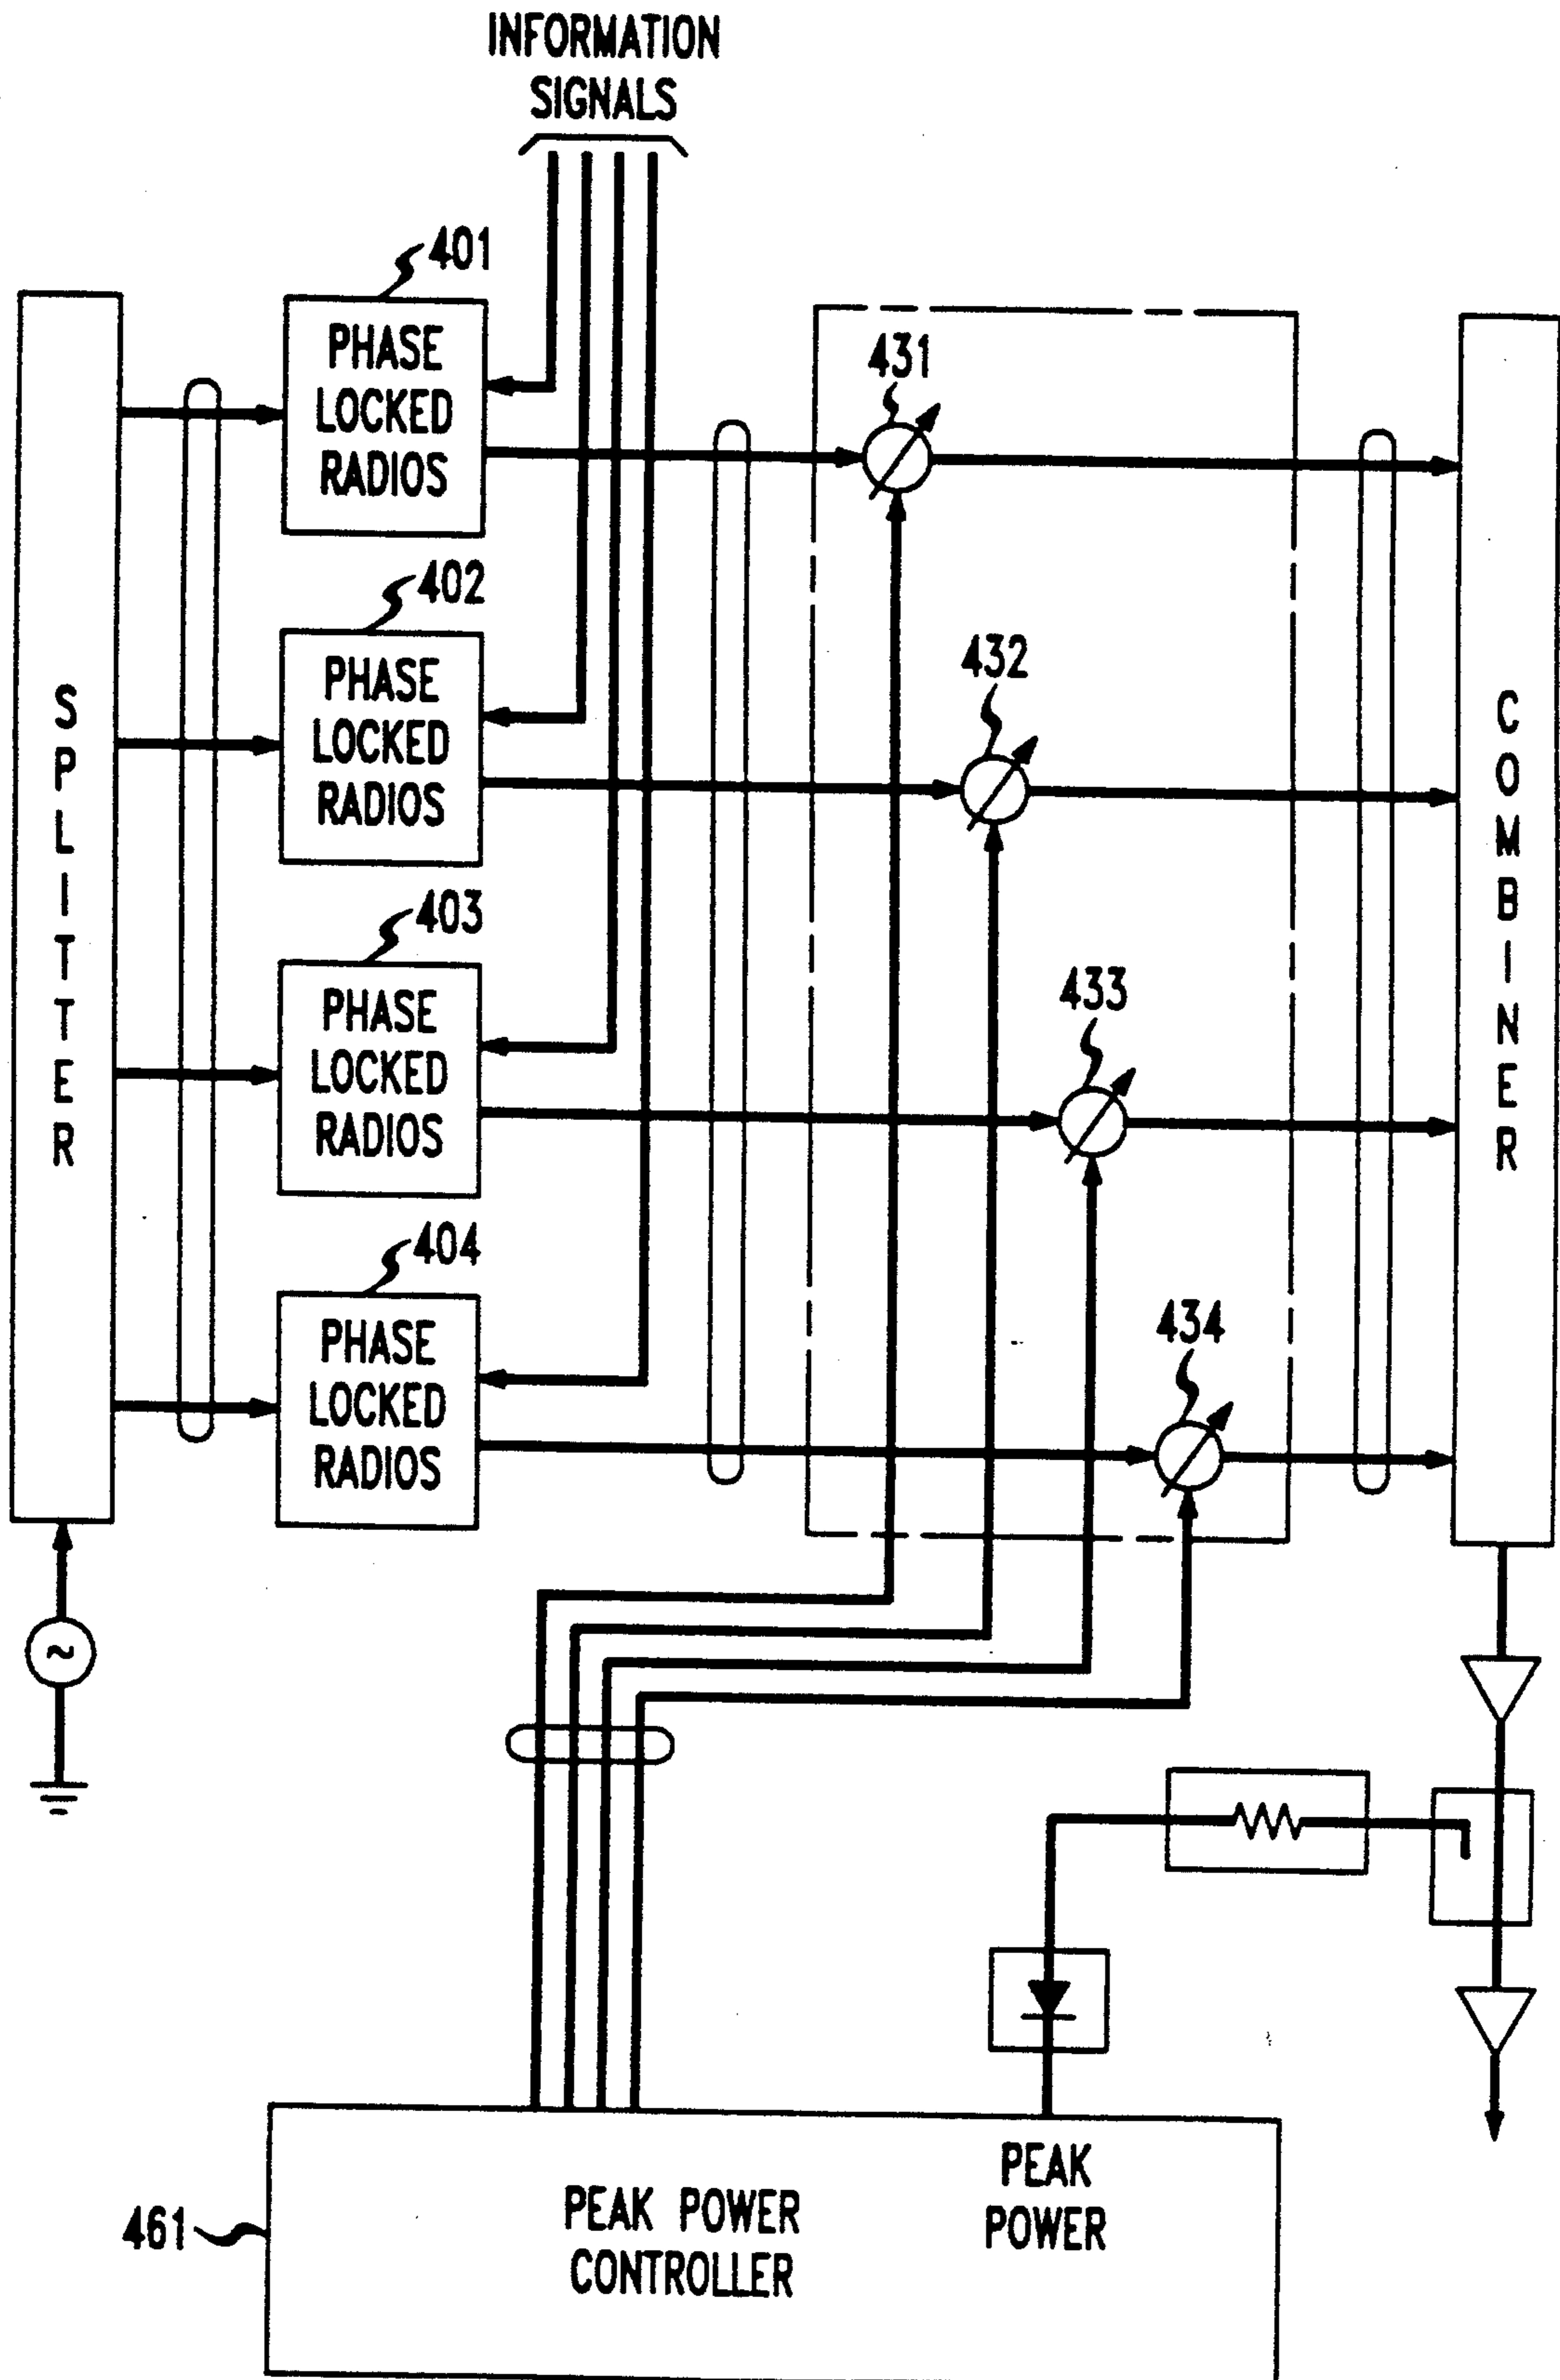 INFORMATION
SIGNALS
401
PHASE
LOCKED
RADIOS
402
PHASE
LOCKED
RADIOS
403
PHASE
LOCKED
RADIOS
404
PHASE
LOCKED
RADIOS
SPLITTER
431
432
433
434
COMBINER
~
461
PEAK POWER
CONTROLLER
PEAK
POWER